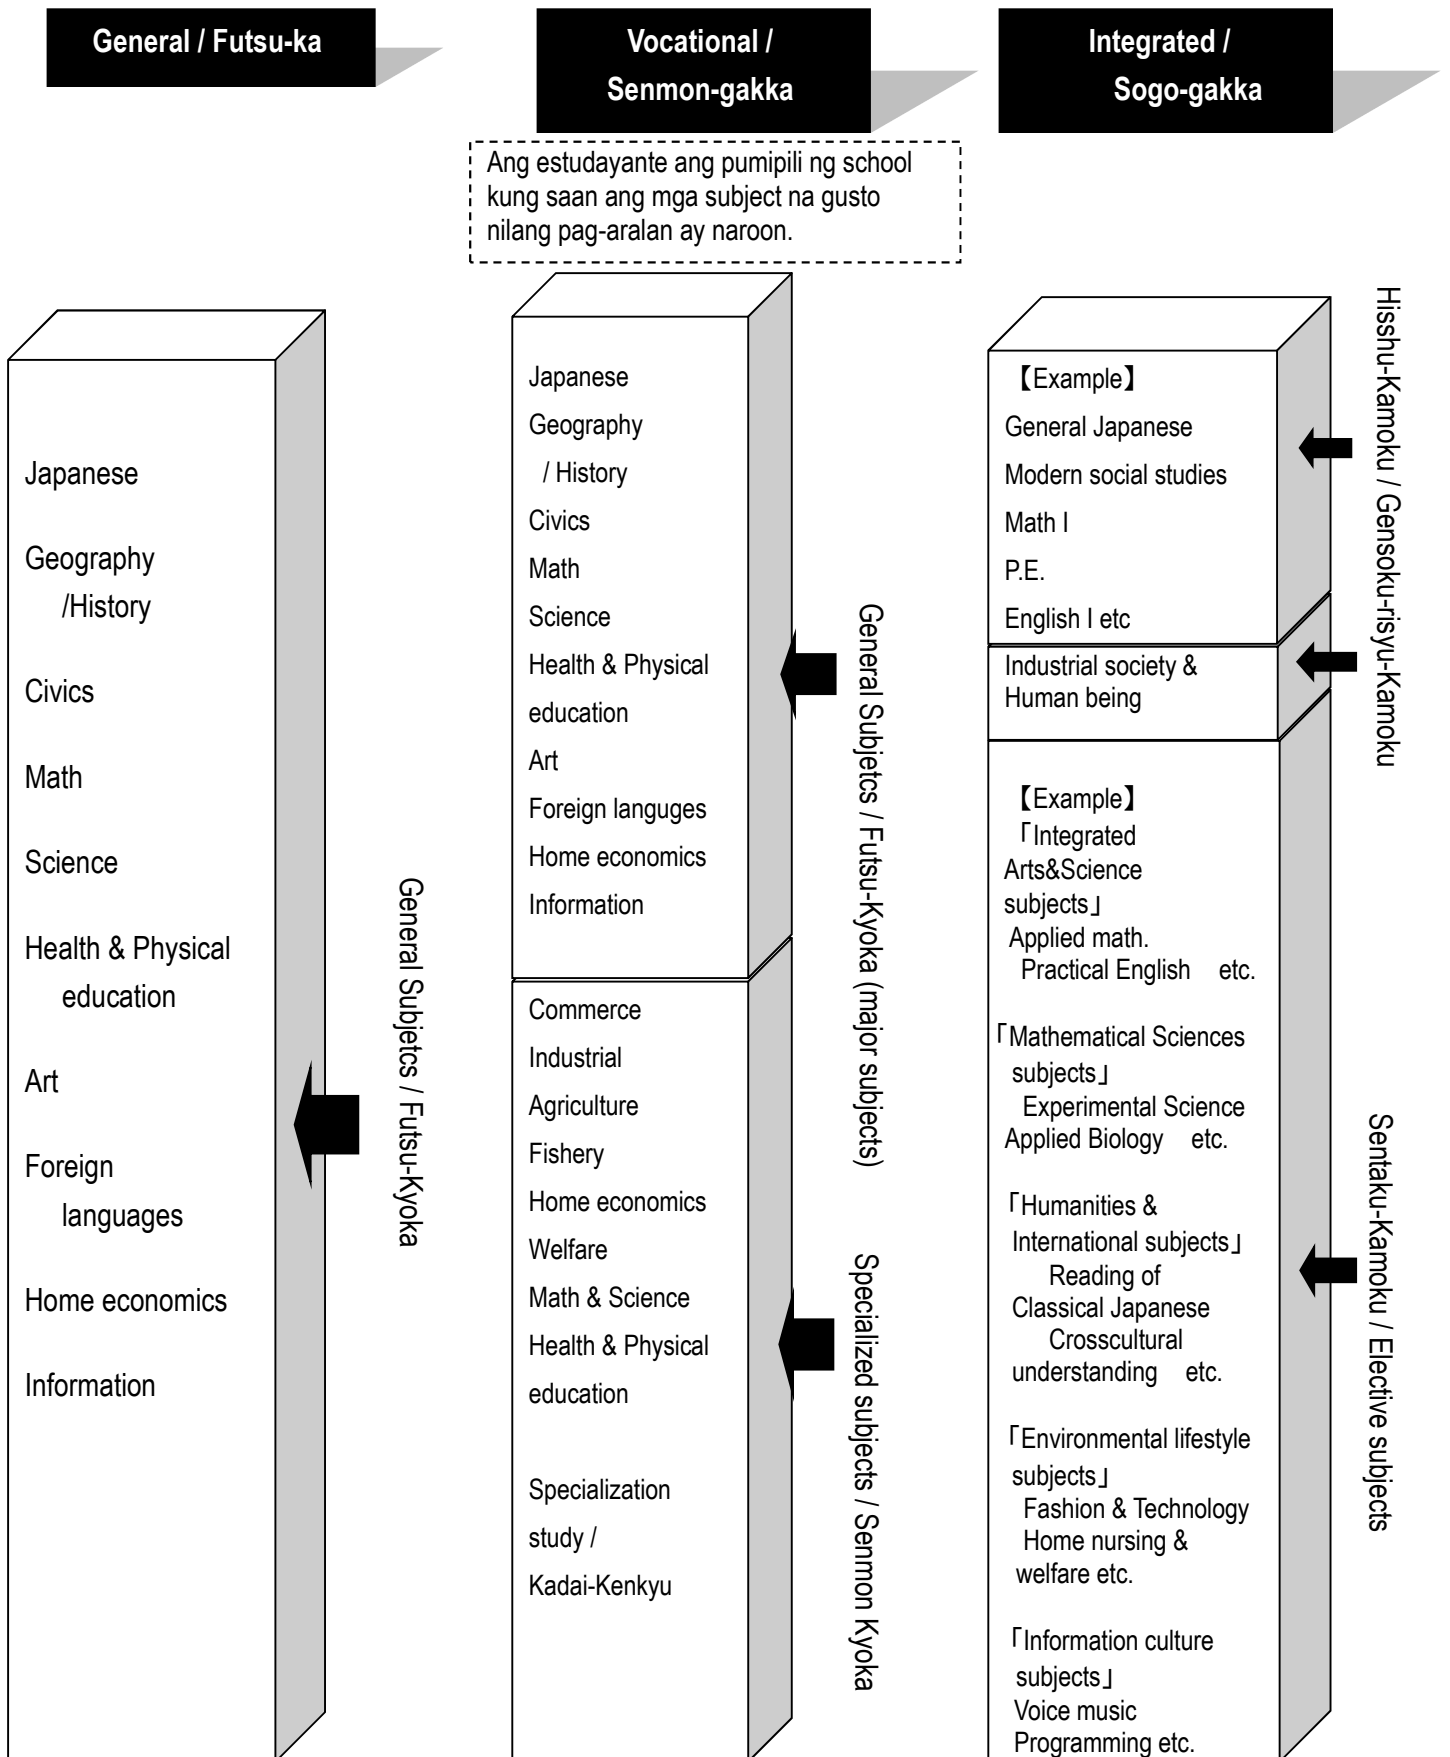 General / Futsu-ka
Vocational /
Senmon-gakka
Integrated /
Sogo-gakka
Ang estudayante ang pumipili ng school
kung saan ang mga subject na gusto
nilang pag-aralan ay naroon.
Japanese
Geography
/History
Civics
Math
Science
Health & Physical
education
Art
Foreign
languages
Home economics
Information
General Subjetcs / Futsu-Kyoka
Japanese
Geography
/ History
Civics
Math
Science
Health & Physical
education
Art
Foreign languges
Home economics
Information
General Subjetcs / Futsu-Kyoka (major subjects)
Commerce
Industrial
Agriculture
Fishery
Home economics
Welfare
Math & Science
Health & Physical
education
Specialization
study /
Kadai-Kenkyu
Specialized subjects / Senmon Kyoka
【Example】
General Japanese
Modern social studies
Math I
P.E.
English I etc
Industrial society &
Human being
Hisshu-Kamoku / Gensoku-risyu-Kamoku
【Example】
「Integrated
Arts&Science
subjects」
Applied math.
Practical English etc.
「Mathematical Sciences
subjects」
Experimental Science
Applied Biology etc.
「Humanities &
International subjects」
Reading of
Classical Japanese
Crosscultural
understanding etc.
「Environmental lifestyle
subjects」
Fashion & Technology
Home nursing &
welfare etc.
「Information culture
subjects」
Voice music
Programming etc.
Sentaku-Kamoku / Elective subjects